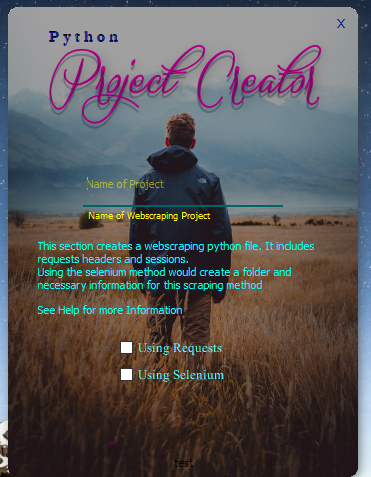 X
Python
Project Creator
Name of Project
Name of Webscraping Project
This section creates a webscraping python file. It includes
requests headers and sessions.
Using the selenium method would create a folder and
necessary information for this scraping method
See Help for more Information
Using Requests
Using Selenium
test